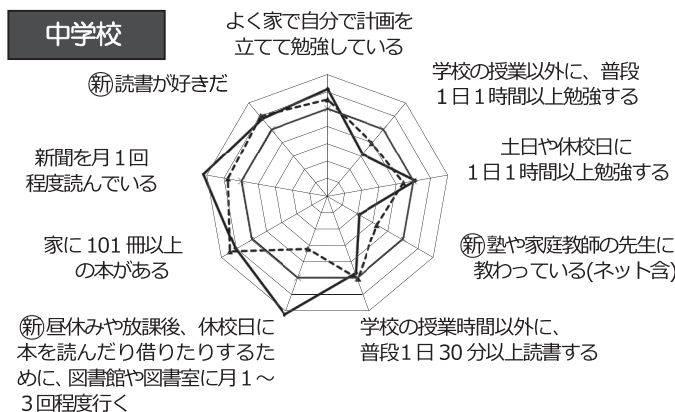 中学校
よく家で自分で計画を
立てて勉強している
学校の授業以外に、普段
１日１時間以上勉強する
土日や休校日に
１日１時間以上勉強する
㊟塾や家庭教師の先生に
教わっている(ネット含)
学校の授業時間以外に、
普段１日 30 分以上読書する
新昼休みや放課後、休校日に
本を読んだり借りたりするた
めに、図書館や図書室に月１～
３回程度行く
家に 101 冊以上
の本がある
新聞を月１回
程度読んでいる
新読書が好きだ